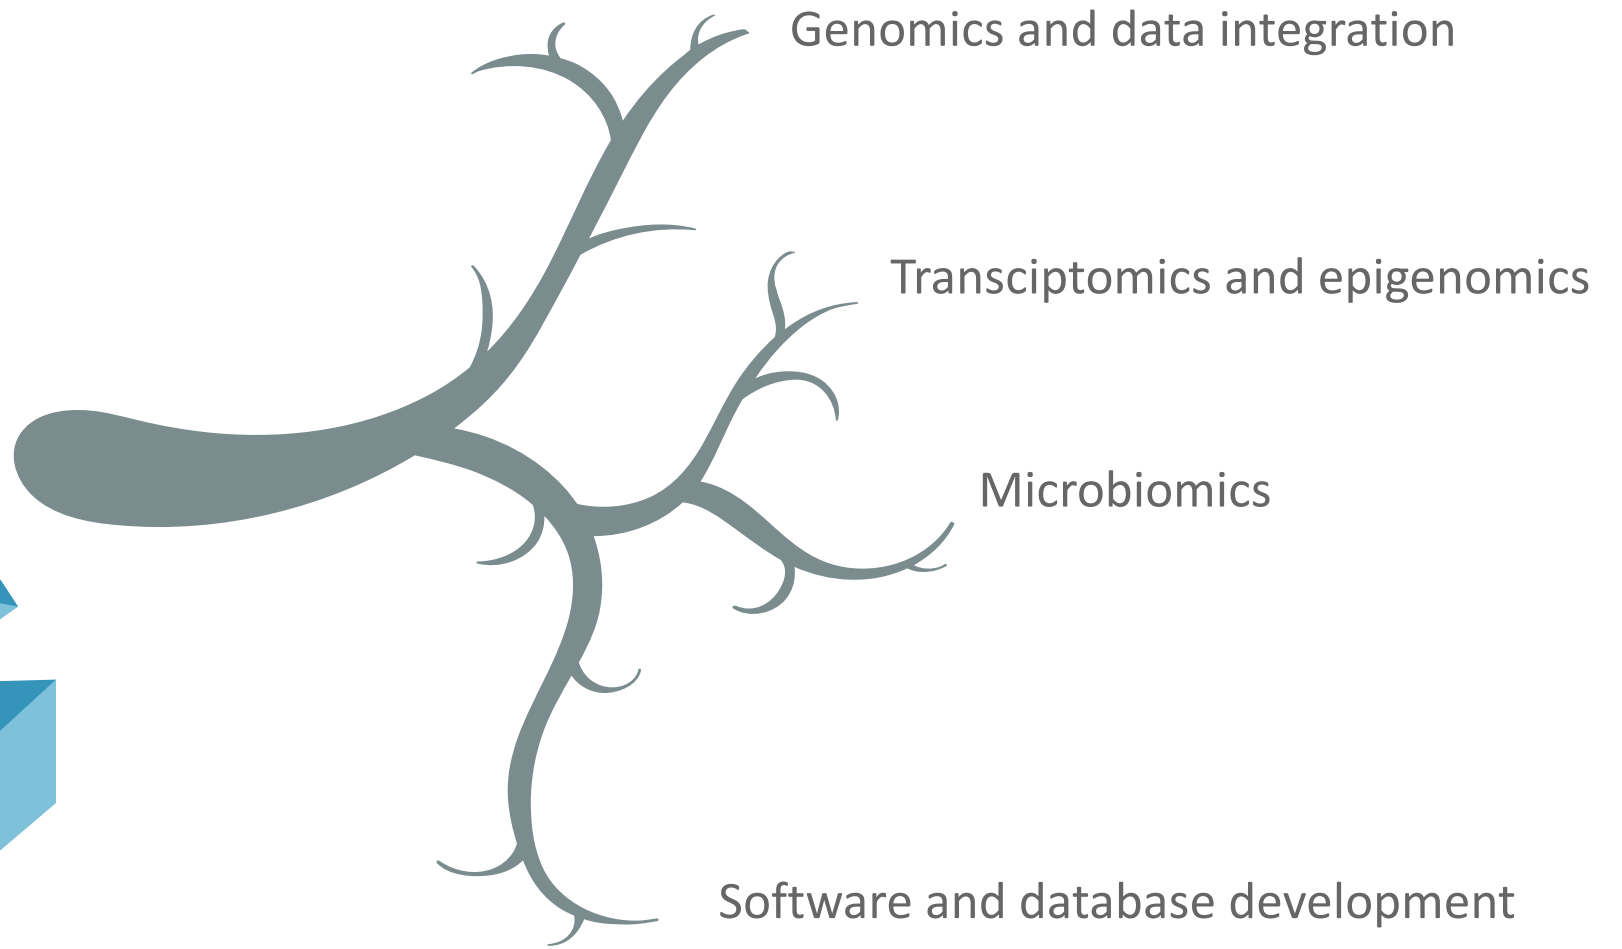 Genomics and data integration
Transciptomics and epigenomics
Microbiomics
Software and database development